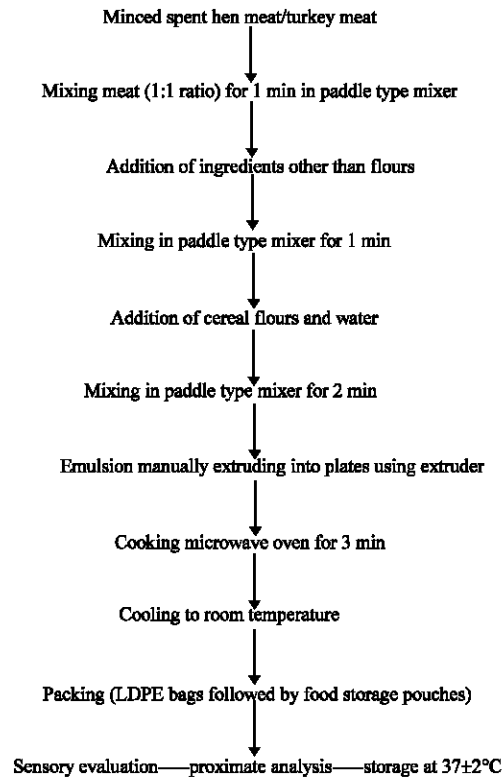 Minced spent hen meat/turkey meat
Mixing meat (1:1 ratio) for 1 min in paddle type mixer
Addition of ingredients other than flours
Mixing in paddle type mixer for 1 min
Addition of cereal flours and water
Mixing in paddle type mixer for 2 min
Emulsion manually extruding into plates using extruder
Cooking microwave oven for 3 min
Cooling to room temperature
Packing (LDPE bags followed by food storage pouches)
Sensory evaluation—–proximate analysis—–storage at 37±2°C